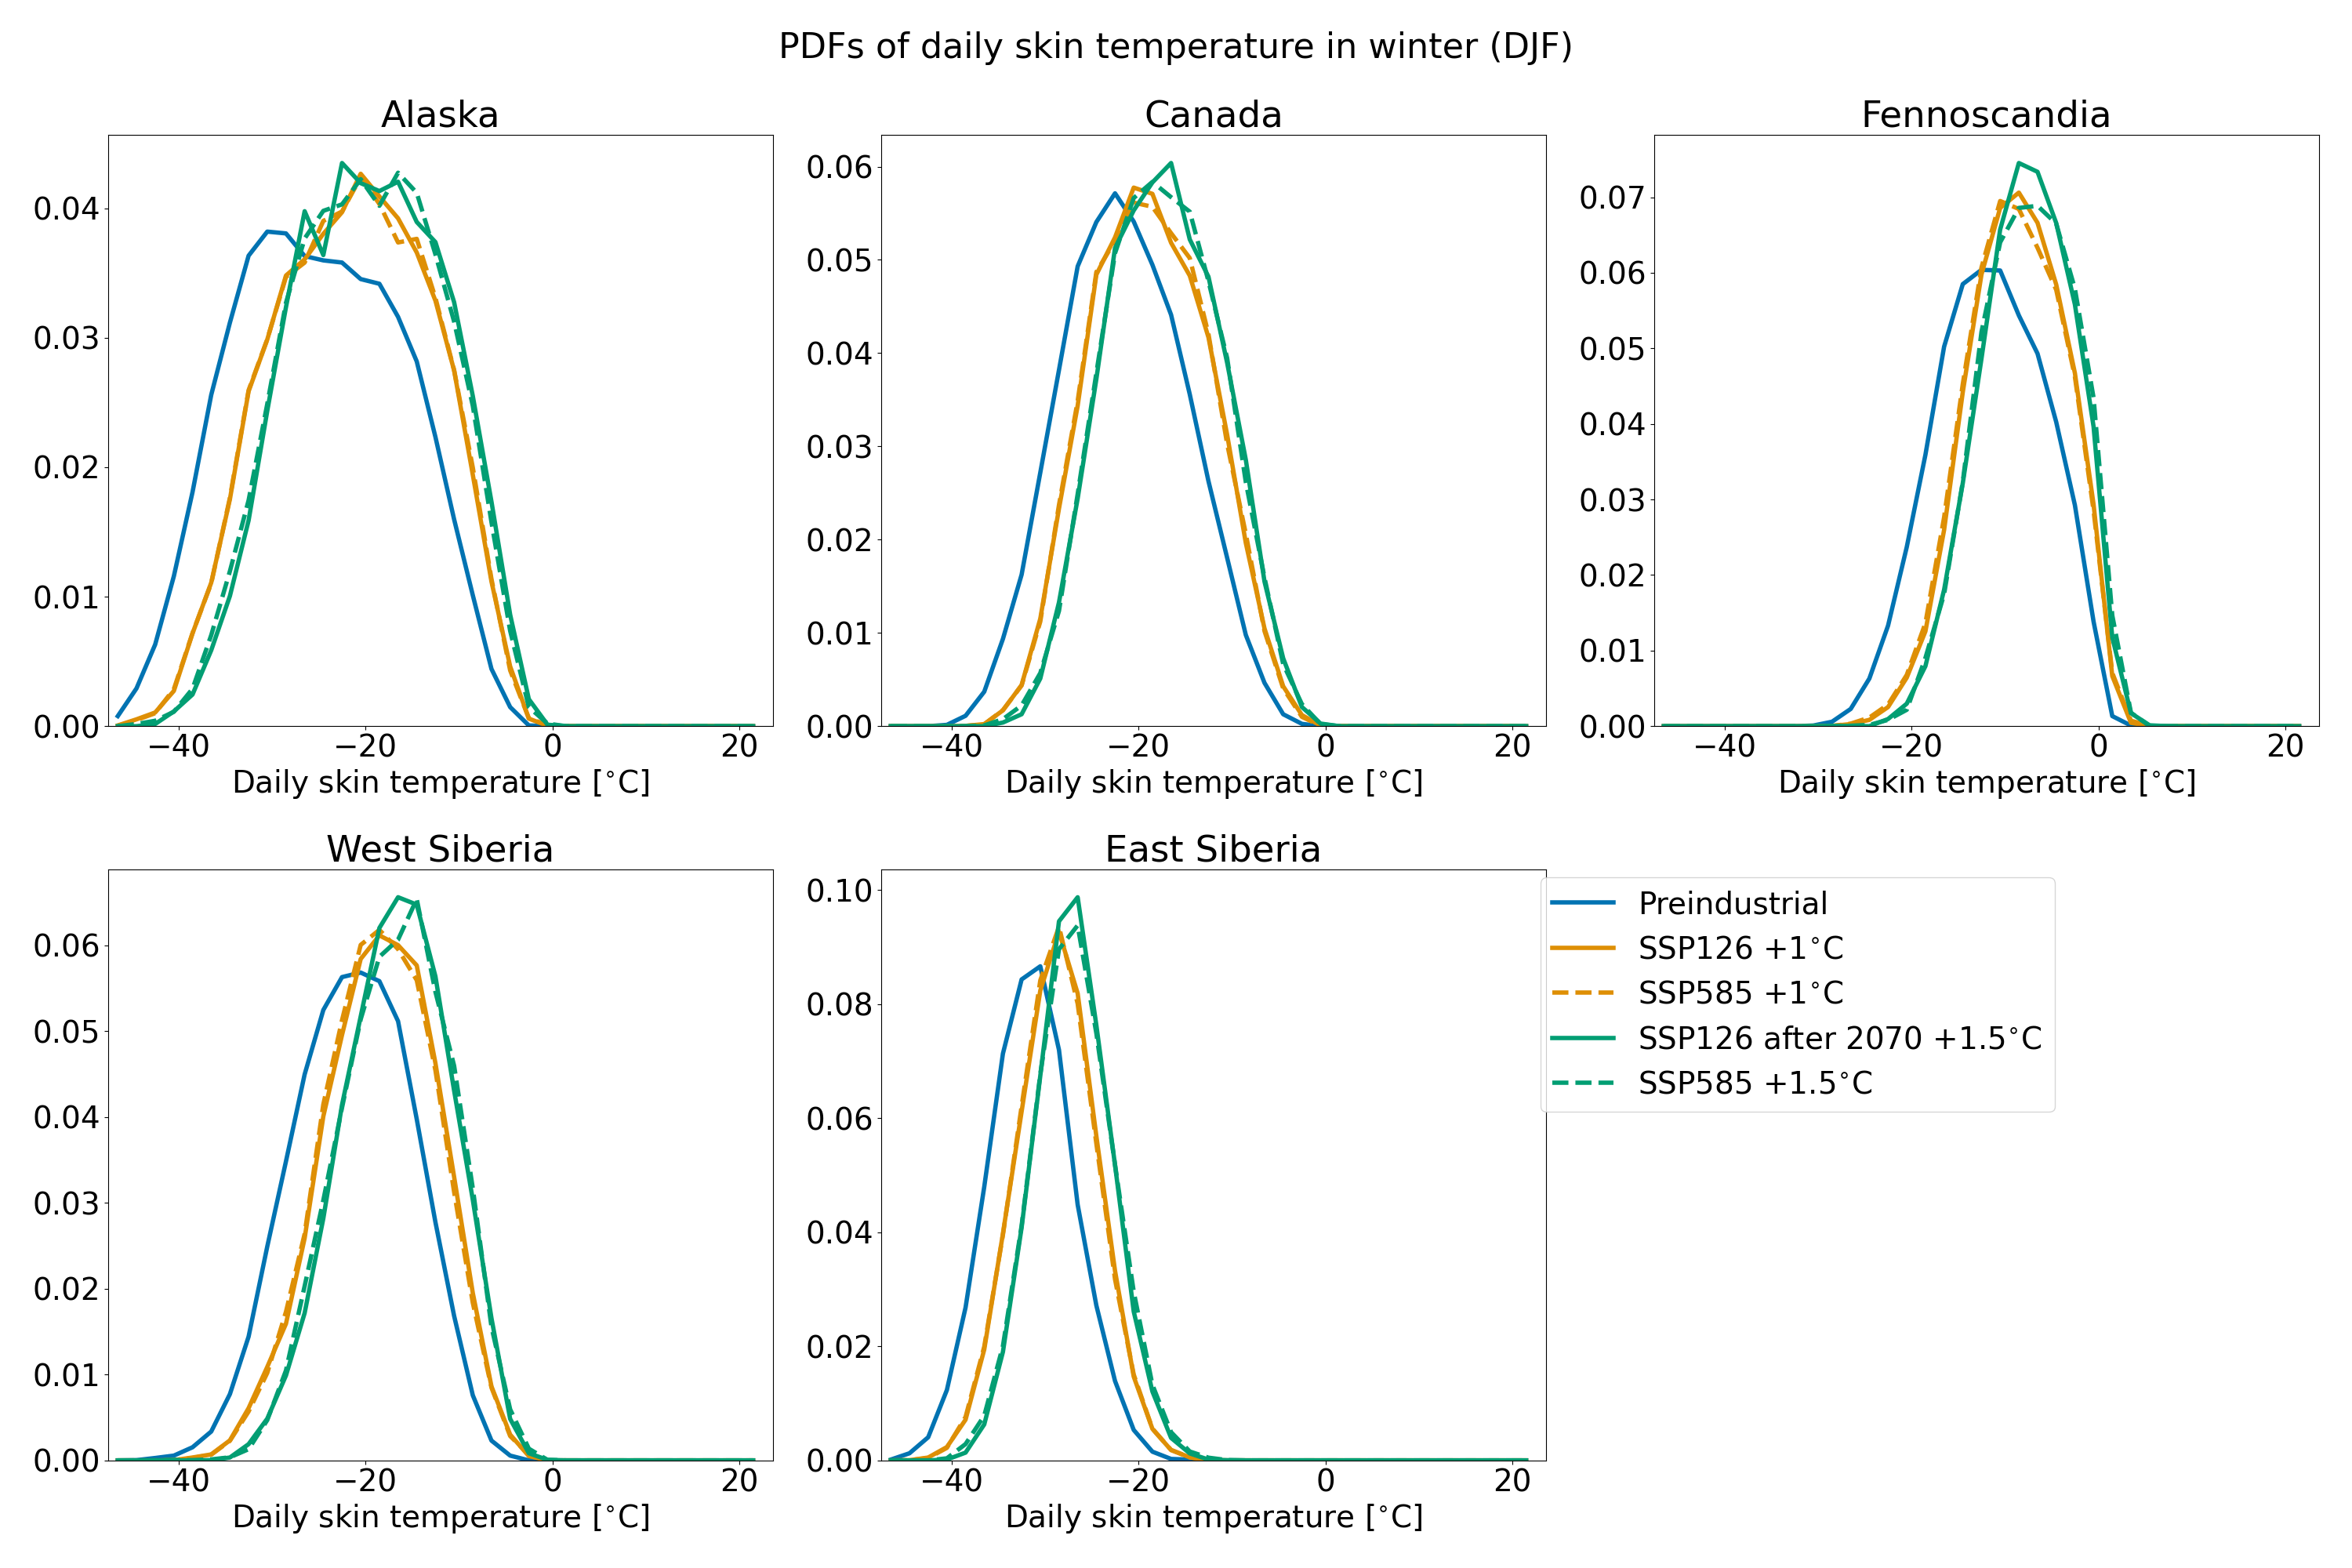 PDFs of daily skin temperature in winter (DJF)
Alaska
0.04
0.03
0.02
0.01
0.00
−40 −20 0 20
Daily skin temperature [°C]
Canada
0.06
0.05
0.04
0.03
0.02
0.01
0.00
−40 −20 0 20
Daily skin temperature [°C]
Fennoscandia
0.07
0.06
0.05
0.04
0.03
0.02
0.01
0.00
−40 −20 0 20
Daily skin temperature [°C]
West Siberia
0.06
0.05
0.04
0.03
0.02
0.01
0.00
−40 −20 0 20
Daily skin temperature [°C]
East Siberia
0.10
0.08
0.06
0.04
0.02
0.00
−40 −20 0 20
Daily skin temperature [°C]
Preindustrial
SSP126 +1°C
SSP585 +1°C
SSP126 after 2070 +1.5°C
SSP585 +1.5°C